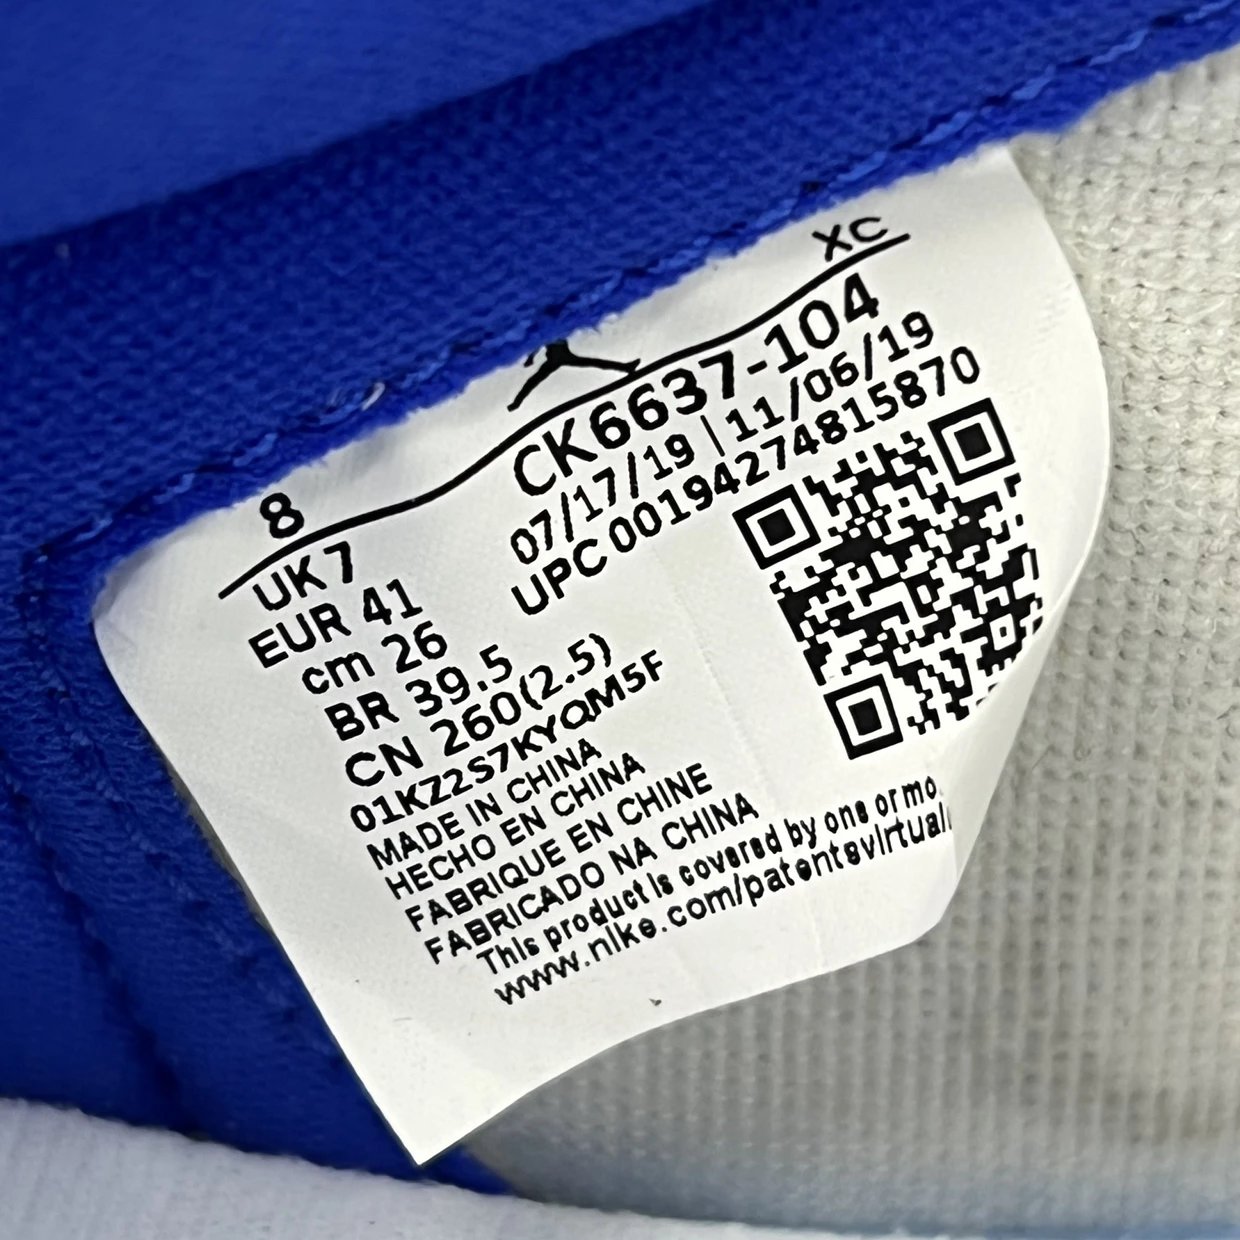 8
XC
UK 7
EUR 41
cm 26
BR 39.5
CN 260(2.5)
01KZ2S7KYQM5F
MADE IN CHINA
HECHO EN CHINA
FABRIQUE EN CHINE
FABRICADO NA CHINA
This product is covered by one or mo
www.nike.com/patentsvirtual
CK6637-104
07/17/19 | 11/06/19
UPC 00194274815870